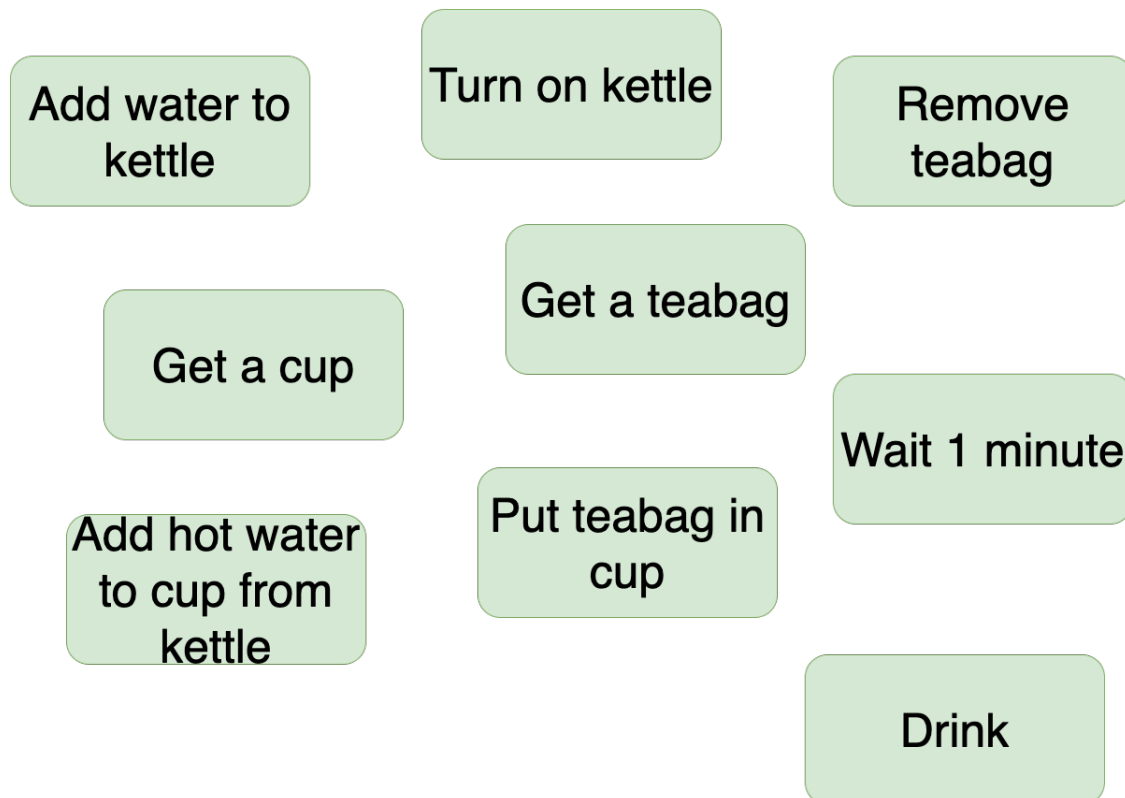 Turn on kettle
Add water to
kettle
Remove
teabag
Get a teabag
Get a cup
Wait 1 minute
Put teabag in
cup
Add hot water
to cup from
kettle
Drink